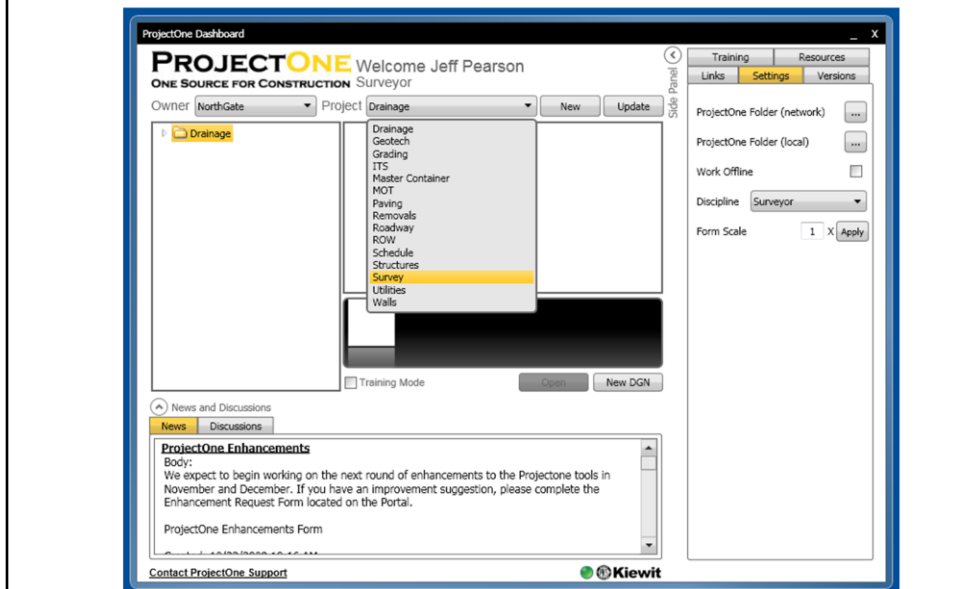 ProjectOne Dashboard
_ X
PROJECTONE
ONE SOURCE FOR CONSTRUCTION
Welcome Jeff Pearson
Surveyor
Owner NorthGate Project Drainage New Update
Drainage
Drainage
Geotech
Grading
ITS
Master Container
MOT
Paving
Removals
Roadway
ROW
Schedule
Structures
Survey
Utilities
Walls
Training Mode Open New DGN
Side Panel
Training Resources
Links Settings Versions
ProjectOne Folder (network) ...
ProjectOne Folder (local) ...
Work Offline
Discipline Surveyor
Form Scale 1 X Apply
News and Discussions
News Discussions
ProjectOne Enhancements
Body:
We expect to begin working on the next round of enhancements to the Projectone tools in
November and December. If you have an improvement suggestion, please complete the
Enhancement Request Form located on the Portal.
ProjectOne Enhancements Form
Contact ProjectOne Support
Kiewit